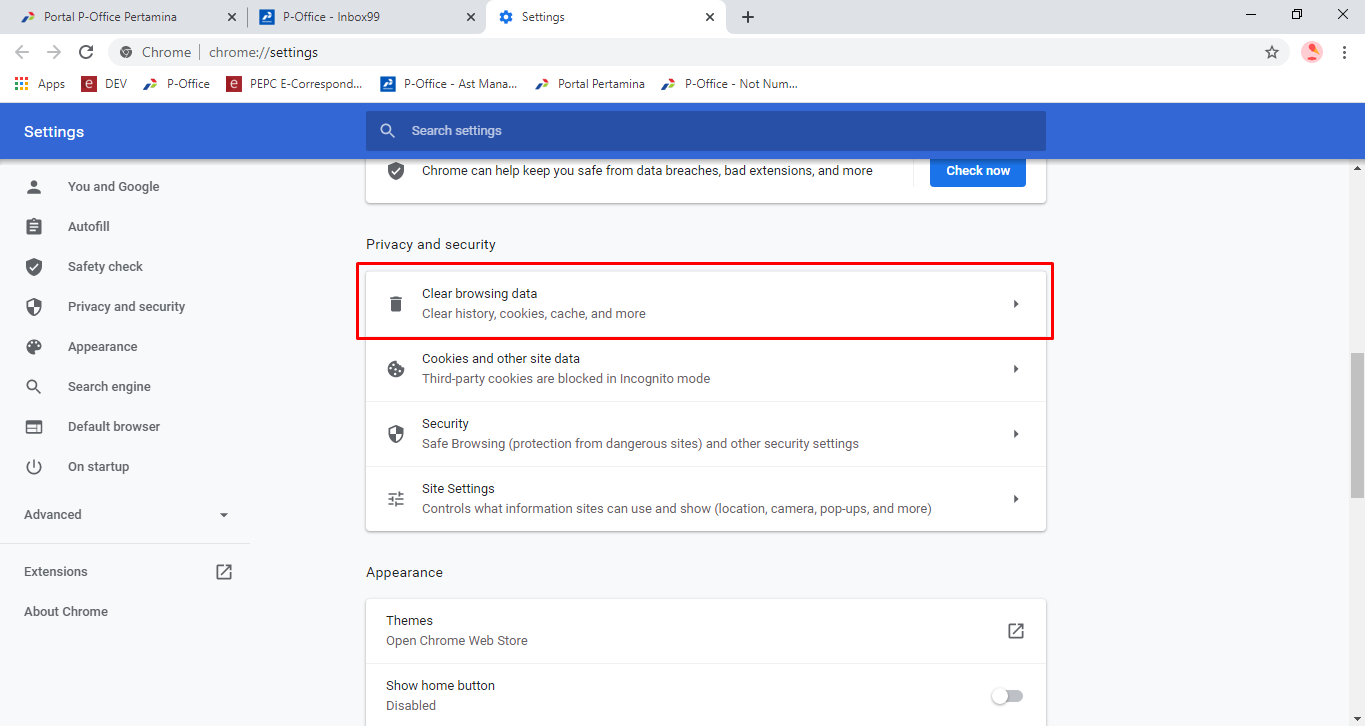 Portal P-Office Pertamina
P-Office - Inbox99
Settings
Chrome
chrome://settings
Apps
DEV
P-Office
PEPC E-Correspond...
P-Office - Ast Mana...
Portal Pertamina
P-Office - Not Num...
Settings
Search settings
You and Google
Autofill
Safety check
Privacy and security
Appearance
Search engine
Default browser
On startup
Advanced
Extensions
About Chrome
Chrome can help keep you safe from data breaches, bad extensions, and more
Check now
Privacy and security
Clear browsing data
Clear history, cookies, cache, and more
Cookies and other site data
Third-party cookies are blocked in Incognito mode
Security
Safe Browsing (protection from dangerous sites) and other security settings
Site Settings
Controls what information sites can use and show (location, camera, pop-ups, and more)
Appearance
Themes
Open Chrome Web Store
Show home button
Disabled